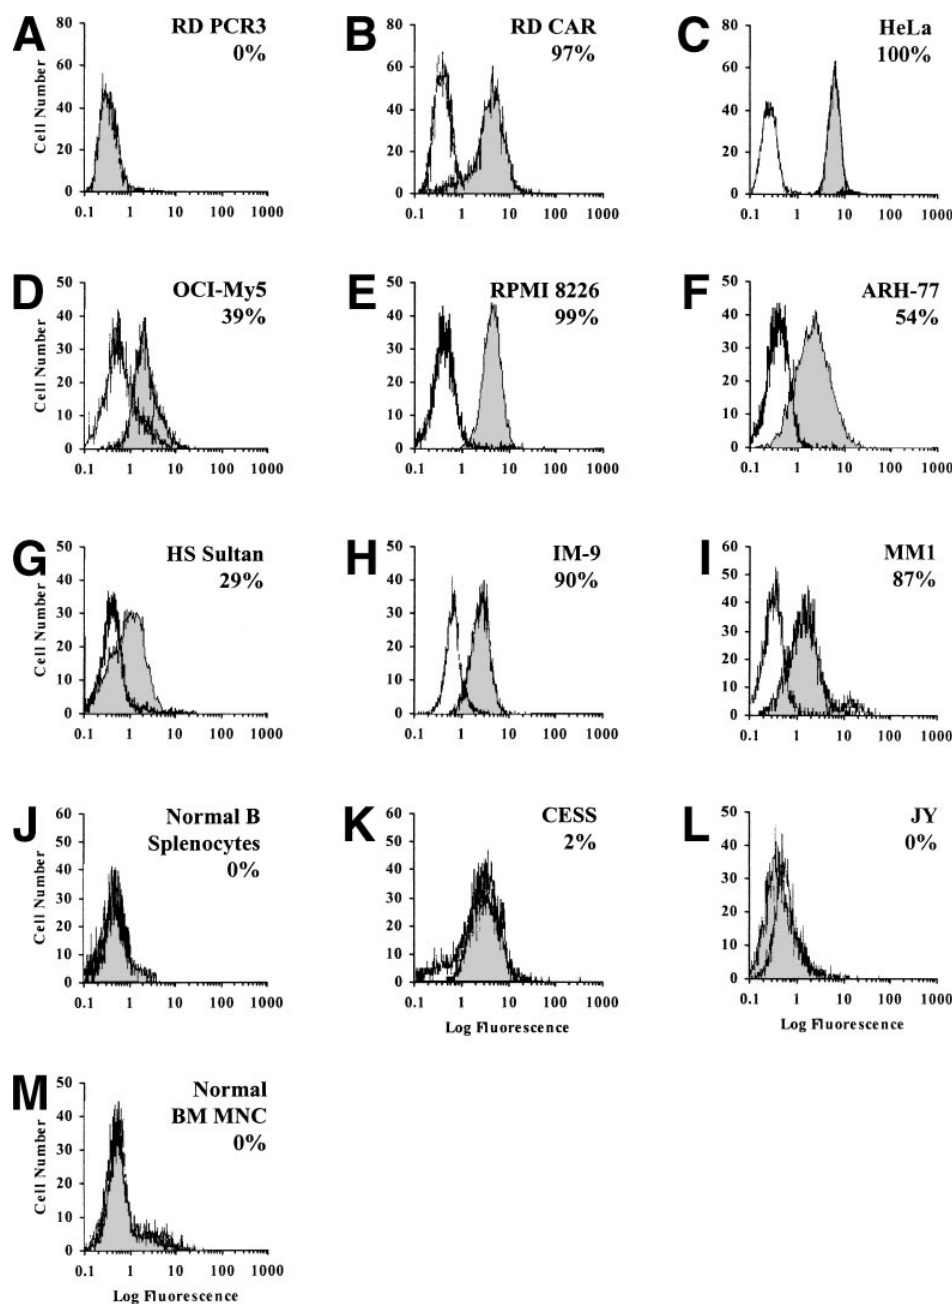 A
RD PCR3
0%
80
60
40
20
0
Cell Number
0.1 1 10 100 1000
B
RD CAR
97%
80
60
40
20
0
0.1 1 10 100 1000
C
HeLa
100%
80
60
40
20
0
0.1 1 10 100 1000
D
OCI-My5
39%
50
40
30
20
10
0
Cell Number
0.1 1 10 100 1000
E
RPMI 8226
99%
50
40
30
20
10
0
0.1 1 10 100 1000
F
ARH-77
54%
50
40
30
20
10
0
0.1 1 10 100 1000
G
HS Sultan
29%
50
40
30
20
10
0
Cell Number
0.1 1 10 100 1000
H
IM-9
90%
50
40
30
20
10
0
0.1 1 10 100 1000
I
MM1
87%
60
50
40
30
20
10
0
0.1 1 10 100 1000
J
Normal B
Splenocytes
0%
60
50
40
30
20
10
0
Cell Number
0.1 1 10 100 1000
K
CESS
2%
60
50
40
30
20
10
0
0.1 1 10 100 1000
Log Fluorescence
L
JY
0%
50
40
30
20
10
0
0.1 1 10 100 1000
Log Fluorescence
M
Normal
BM MNC
0%
50
40
30
20
10
0
Cell Number
0.1 1 10 100 1000
Log Fluorescence